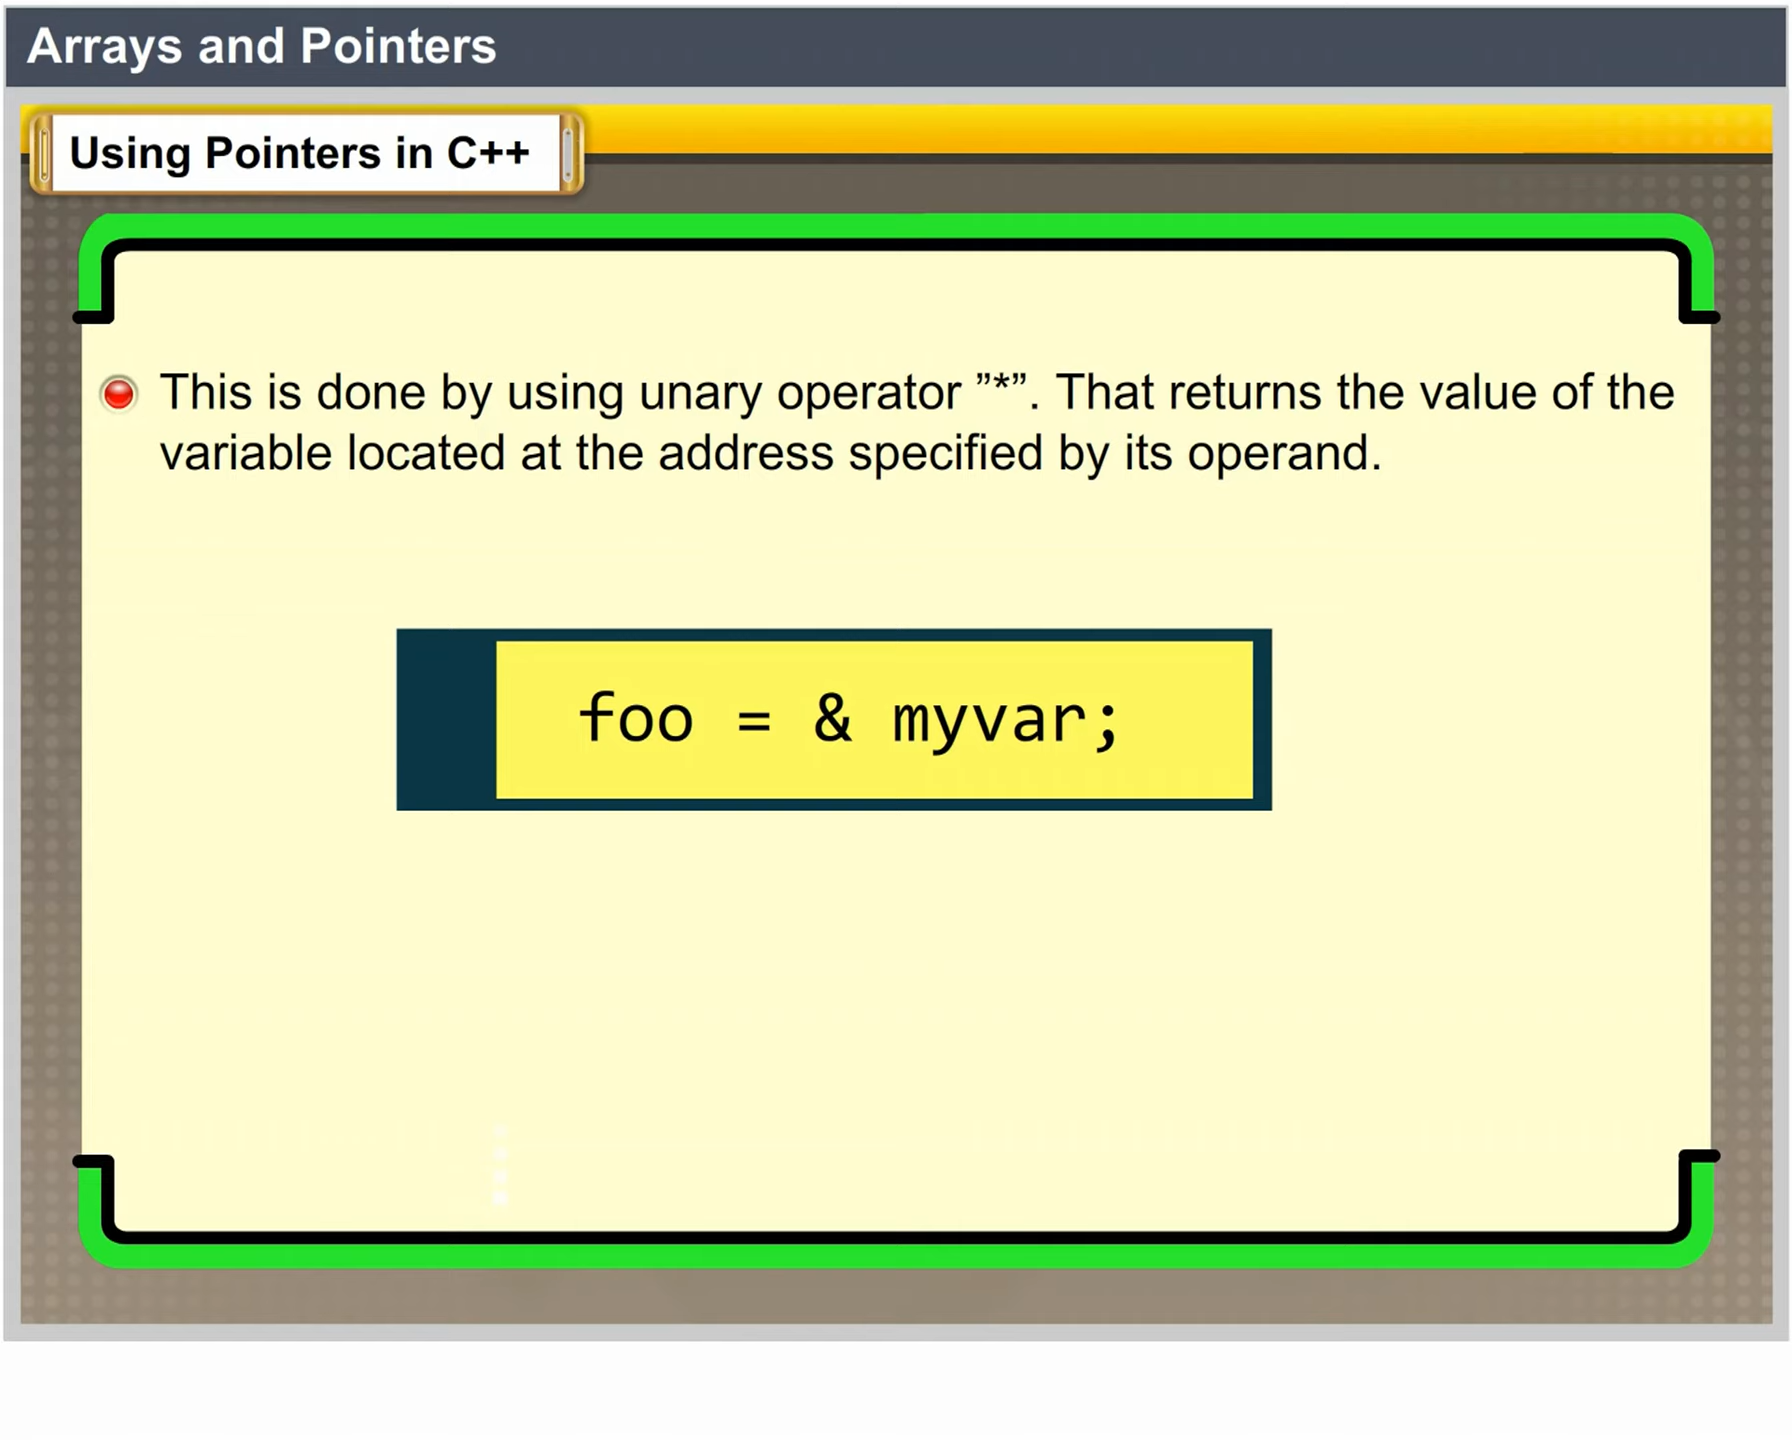 Arrays and Pointers
Using Pointers in C++
This is done by using unary operator ”*”. That returns the value of the
variable located at the address specified by its operand.
foo = & myvar;